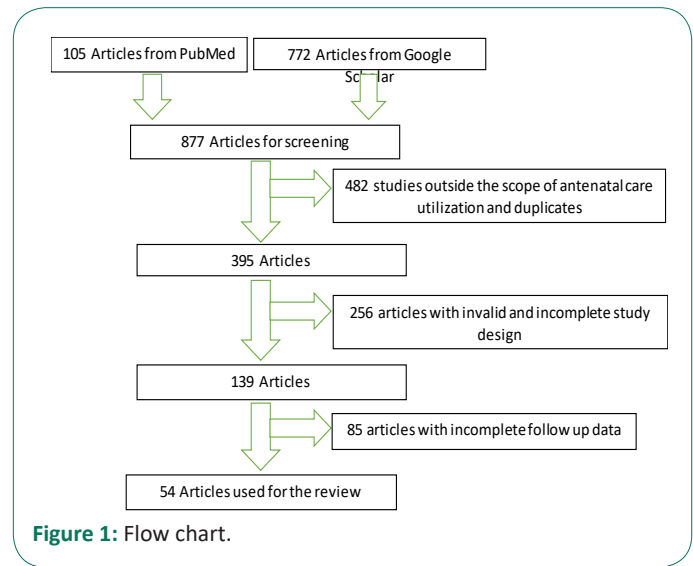 105 Articles from PubMed
772 Articles from Google
Scholar
877 Articles for screening
482 studies outside the scope of antenatal care
utilization and duplicates
395 Articles
256 articles with invalid and incomplete study
design
139 Articles
85 articles with incomplete follow up data
54 Articles used for the review
Figure 1: Flow chart.